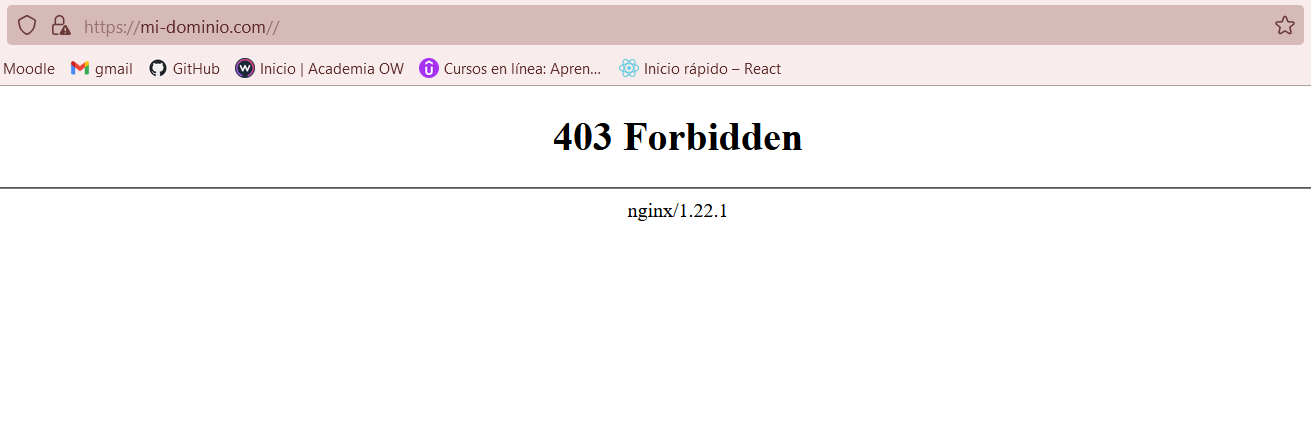 https://mi-dominio.com//
Moodle gmail GitHub Inicio | Academia OW Cursos en línea: Apren... Inicio rápido – React
403 Forbidden
nginx/1.22.1